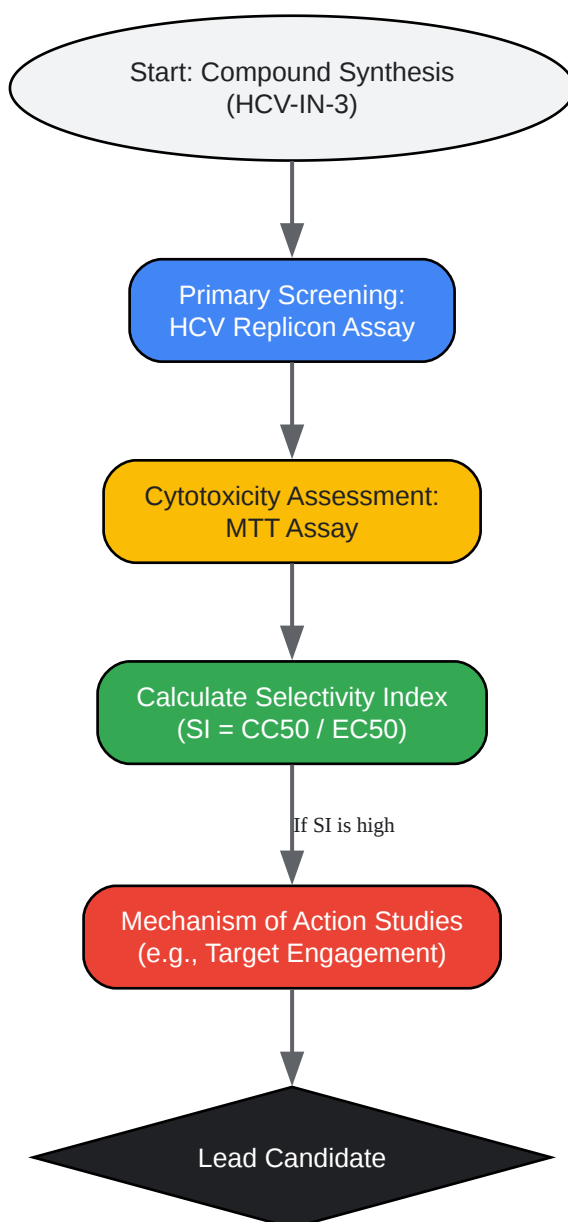 Start: Compound Synthesis
(HCV-IN-3)
Primary Screening:
HCV Replicon Assay
Cytotoxicity Assessment:
MTT Assay
Calculate Selectivity Index
(SI = CC50 / EC50)
If SI is high
Mechanism of Action Studies
(e.g., Target Engagement)
Lead Candidate